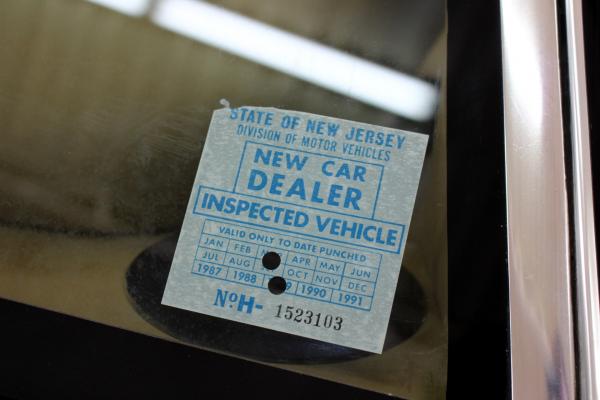 STATE OF NEW JERSEY
DIVISION OF MOTOR VEHICLES
NEW CAR
DEALER
INSPECTED VEHICLE
VALID ONLY TO DATE PUNCHED
JAN FEB APR MAY JUN
JUL AUG OCT NOV DEC
1987 1988 1990 1991
NºH- 1523103